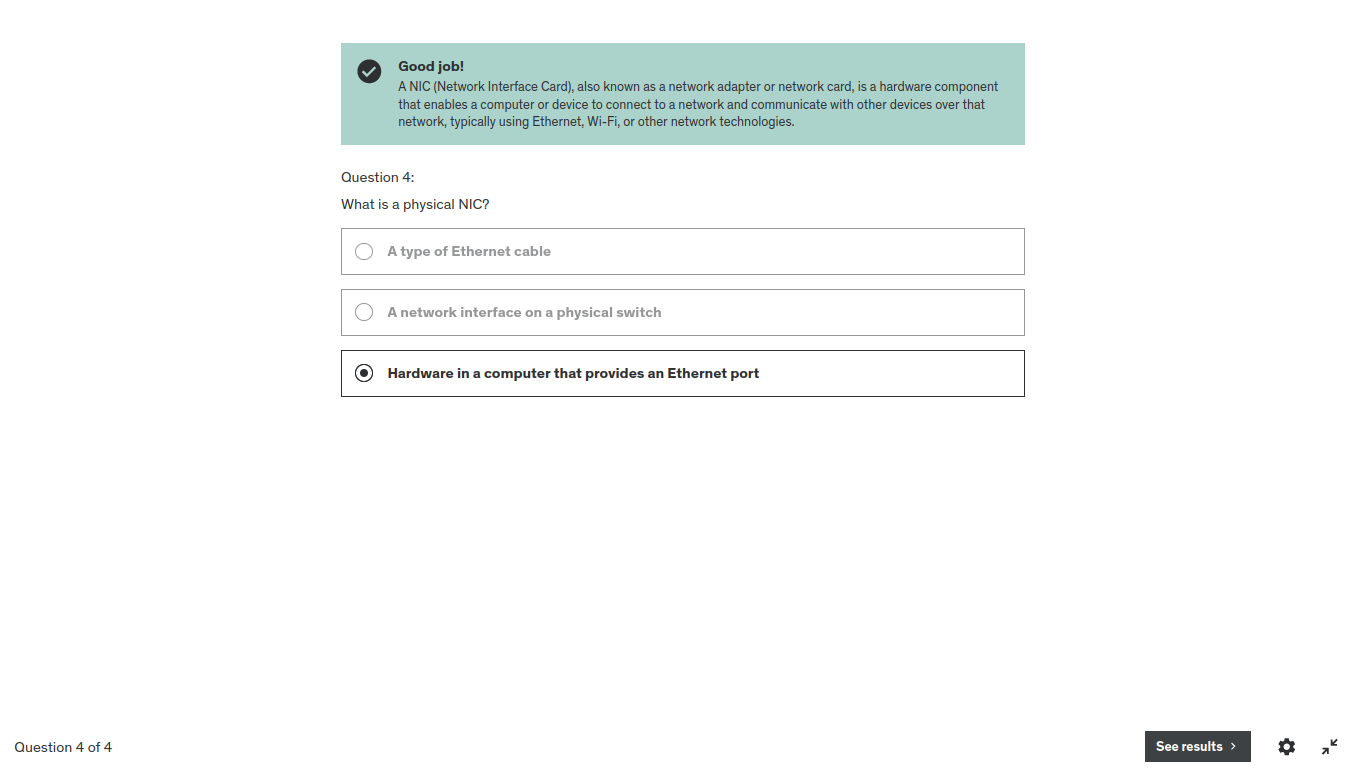 Good job!
A NIC (Network Interface Card), also known as a network adapter or network card, is a hardware component
that enables a computer or device to connect to a network and communicate with other devices over that
network, typically using Ethernet, Wi-Fi, or other network technologies.
Question 4:
What is a physical NIC?
A type of Ethernet cable
A network interface on a physical switch
Hardware in a computer that provides an Ethernet port
Question 4 of 4
See results